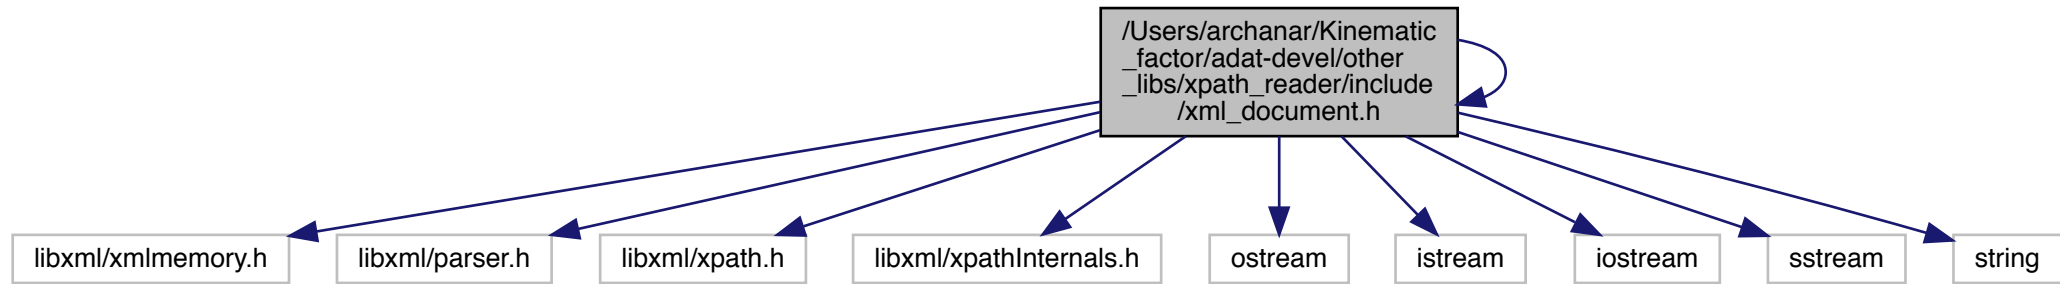 /Users/archanar/Kinematic
_factor/adat-devel/other
_libs/xpath_reader/include
/xml_document.h
libxml/xmlmemory.h
libxml/parser.h
libxml/xpath.h
libxml/xpathInternals.h
ostream
istream
iostream
sstream
string